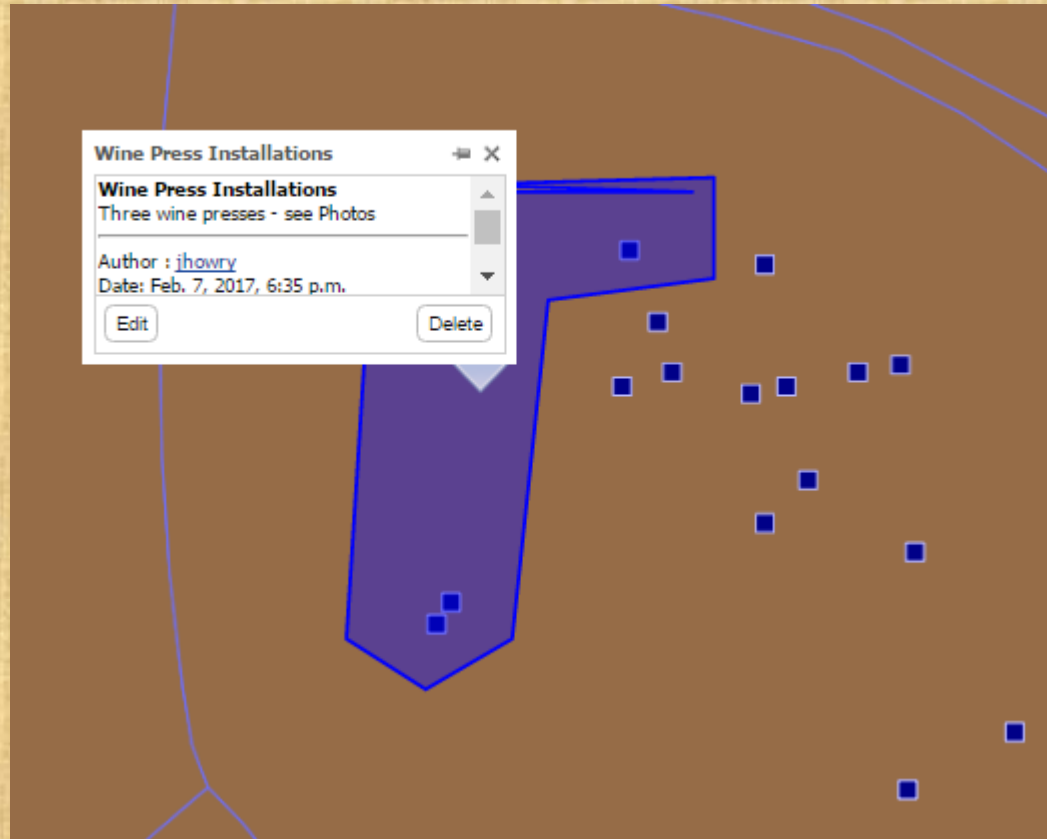 Wine Press Installations
Wine Press Installations
Three wine presses - see Photos
Author : jhowry
Date: Feb. 7, 2017, 6:35 p.m.
Edit
Delete